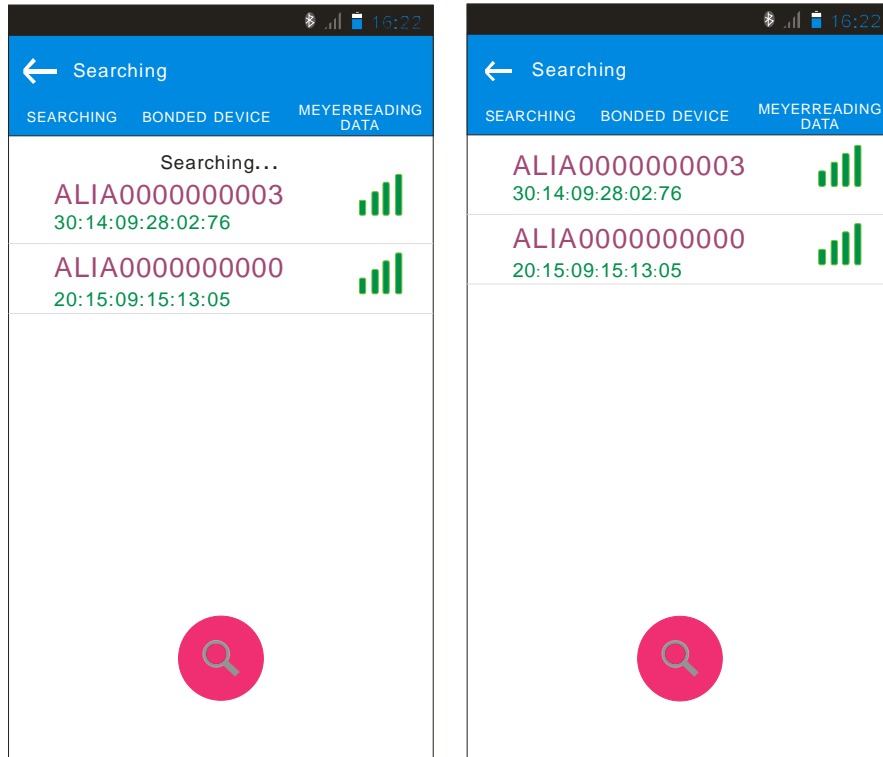 16:22
Searching
SEARCHING BONDED DEVICE MEYERREADING
DATA
Searching...
ALIA0000000003
30:14:09:28:02:76
ALIA0000000000
20:15:09:15:13:05
16:22
Searching
SEARCHING BONDED DEVICE MEYERREADING
DATA
ALIA0000000003
30:14:09:28:02:76
ALIA0000000000
20:15:09:15:13:05